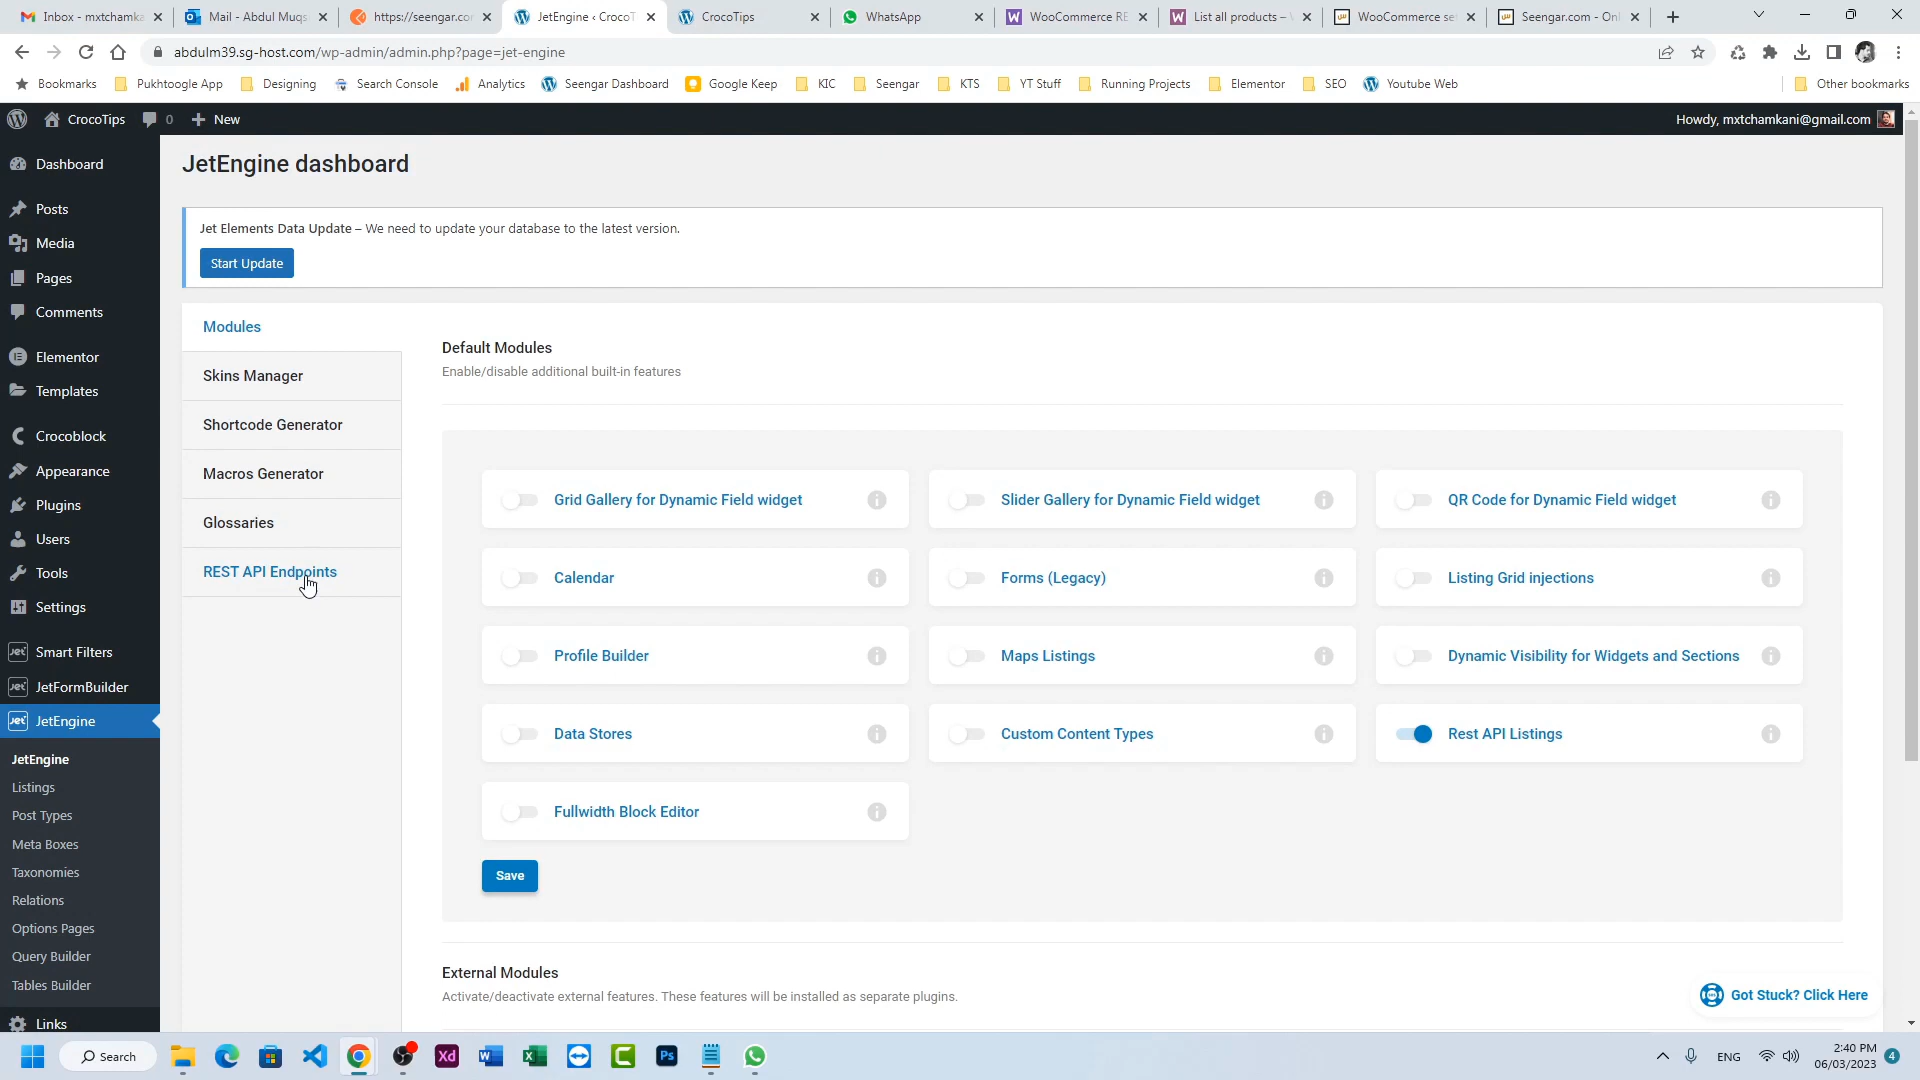 Inbox - mxtchamka
Mail - Abdul Muqs
https://seengar.co
JetEngine ‹ CrocoT
CrocoTips
WhatsApp
WooCommerce RE
List all products –
WooCommerce se
Seengar.com - Onl
abdulm39.sg-host.com/wp-admin/admin.php?page=jet-engine
Bookmarks
Pukhtoogle App
Designing
Search Console
Analytics
Seengar Dashboard
Google Keep
KIC
Seengar
KTS
YT Stuff
Running Projects
Elementor
SEO
Youtube Web
Other bookmarks
CrocoTips
0
New
Howdy, mxtchamkani@gmail.com
Dashboard
Posts
Media
Pages
Comments
Elementor
Templates
Crocoblock
Appearance
Plugins
Users
Tools
Settings
Smart Filters
JetFormBuilder
JetEngine
JetEngine
Listings
Post Types
Meta Boxes
Taxonomies
Relations
Options Pages
Query Builder
Tables Builder
Links
JetEngine dashboard
Jet Elements Data Update – We need to update your database to the latest version.
Start Update
Modules
Skins Manager
Shortcode Generator
Macros Generator
Glossaries
REST API Endpoints
Default Modules
Enable/disable additional built-in features
Grid Gallery for Dynamic Field widget
Slider Gallery for Dynamic Field widget
QR Code for Dynamic Field widget
Calendar
Forms (Legacy)
Listing Grid injections
Profile Builder
Maps Listings
Dynamic Visibility for Widgets and Sections
Data Stores
Custom Content Types
Rest API Listings
Fullwidth Block Editor
Save
External Modules
Activate/deactivate external features. These features will be installed as separate plugins.
Got Stuck? Click Here
Search
ENG
2:40 PM
06/03/2023
4